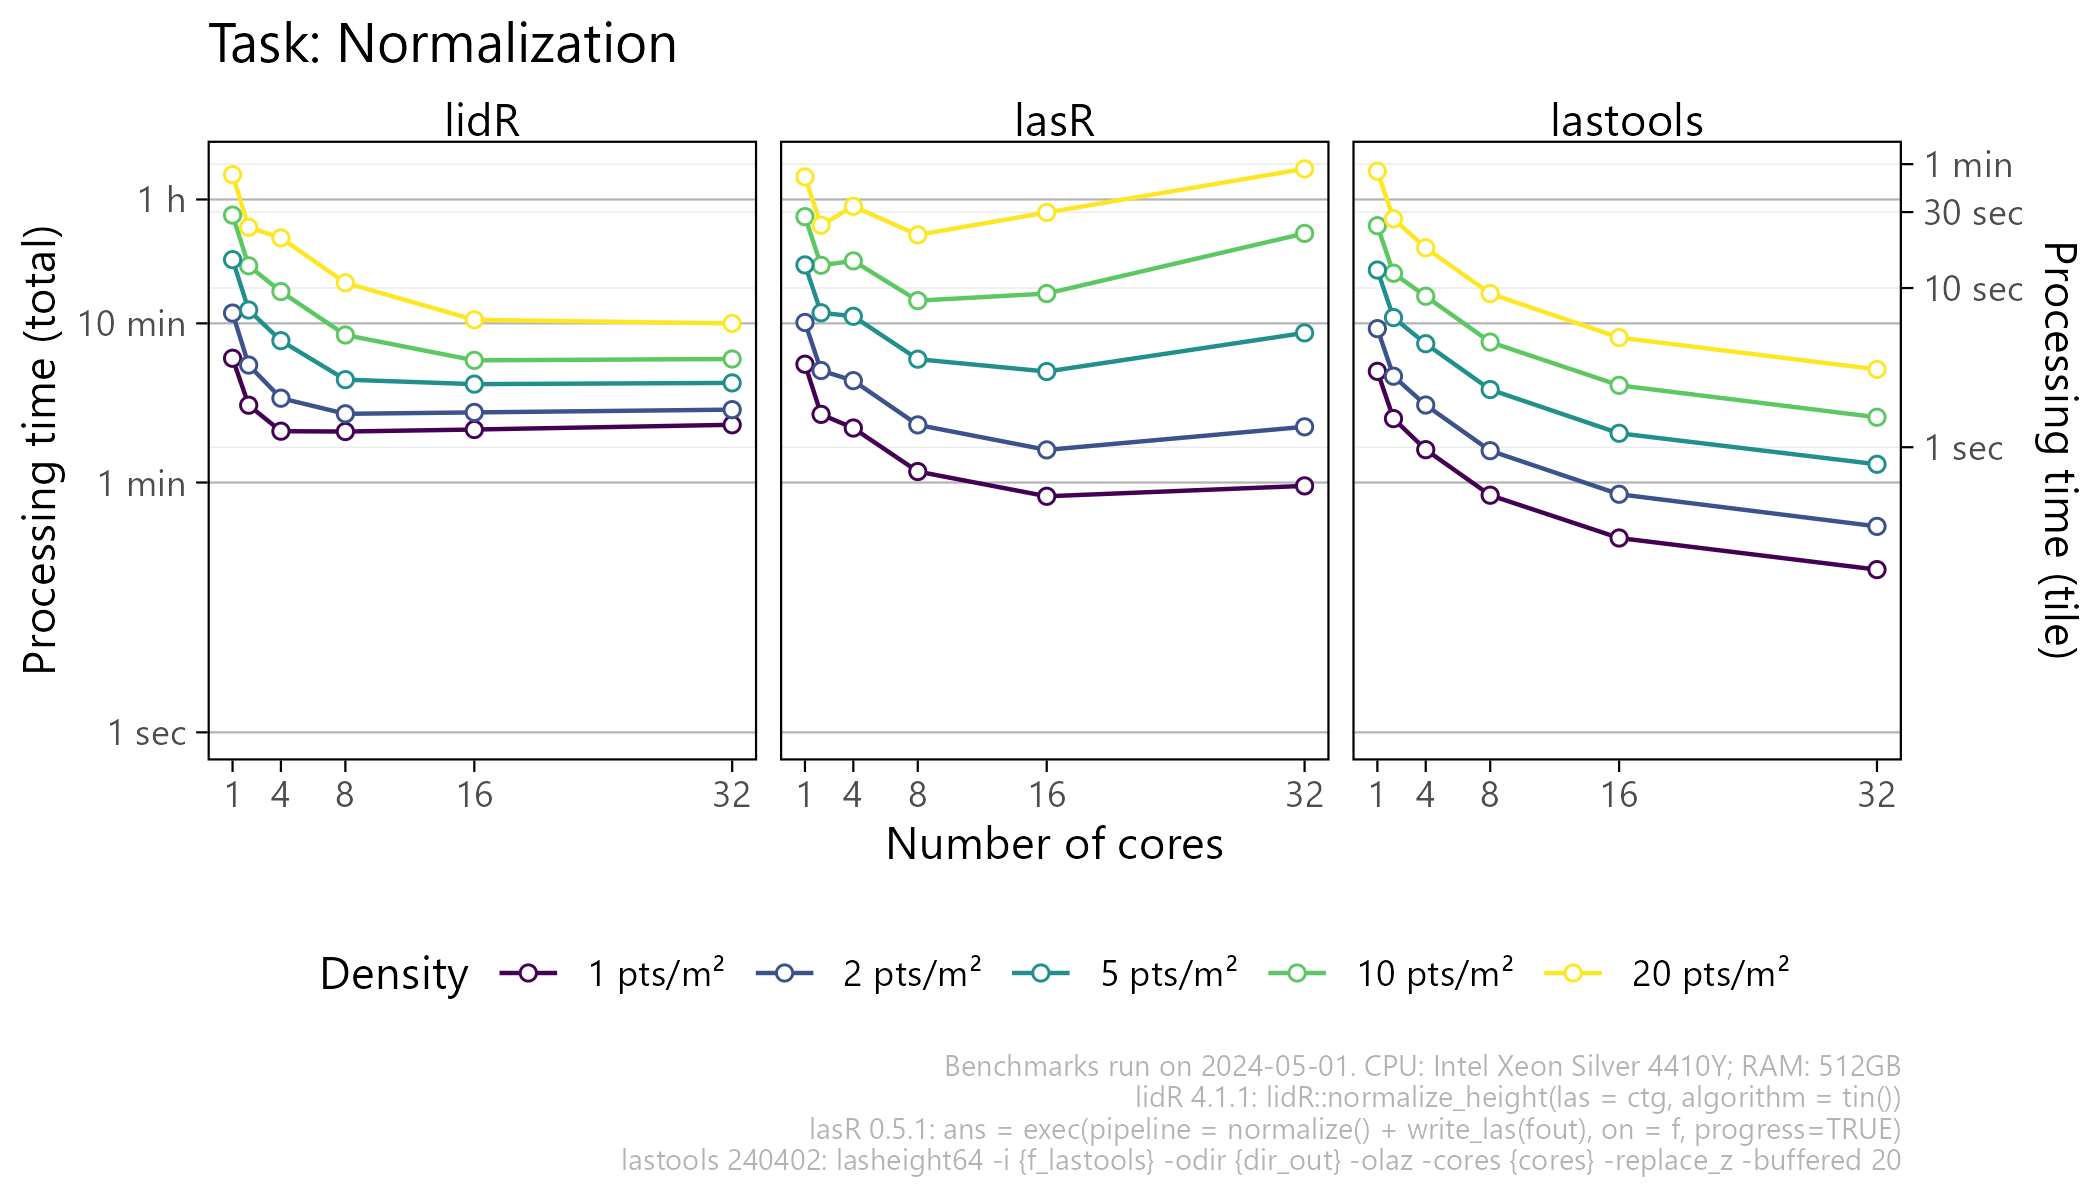 Task: Normalization
lidR
lasR
lastools
Processing time (total)
1 h
10 min
1 min
1 sec
1 min
30 sec
10 sec
1 sec
Processing time (tile)
1 4 8 16 32
1 4 8 16 32
1 4 8 16 32
Number of cores
Density 1 pts/m² 2 pts/m² 5 pts/m² 10 pts/m² 20 pts/m²
Benchmarks run on 2024-05-01. CPU: Intel Xeon Silver 4410Y; RAM: 512GB
lidR 4.1.1: lidR::normalize_height(las = ctg, algorithm = tin())
lasR 0.5.1: ans = exec(pipeline = normalize() + write_las(fout), on = f, progress=TRUE)
lastools 240402: lasheight64 -i {f_lastools} -odir {dir_out} -olaz -cores {cores} -replace_z -buffered 20